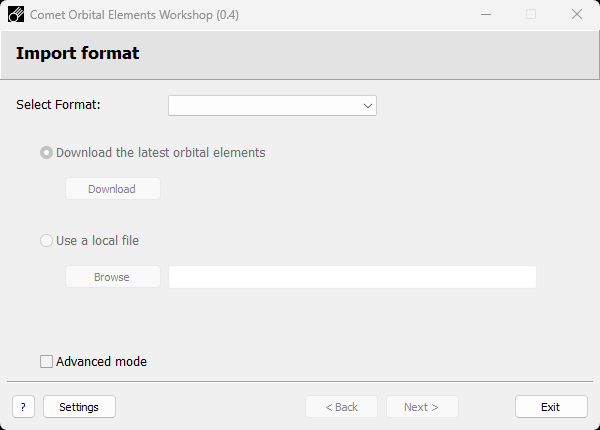 Comet Orbital Elements Workshop (0.4)
Import format
Select Format:
Download the latest orbital elements
Download
Use a local file
Browse
Advanced mode
? Settings < Back Next > Exit